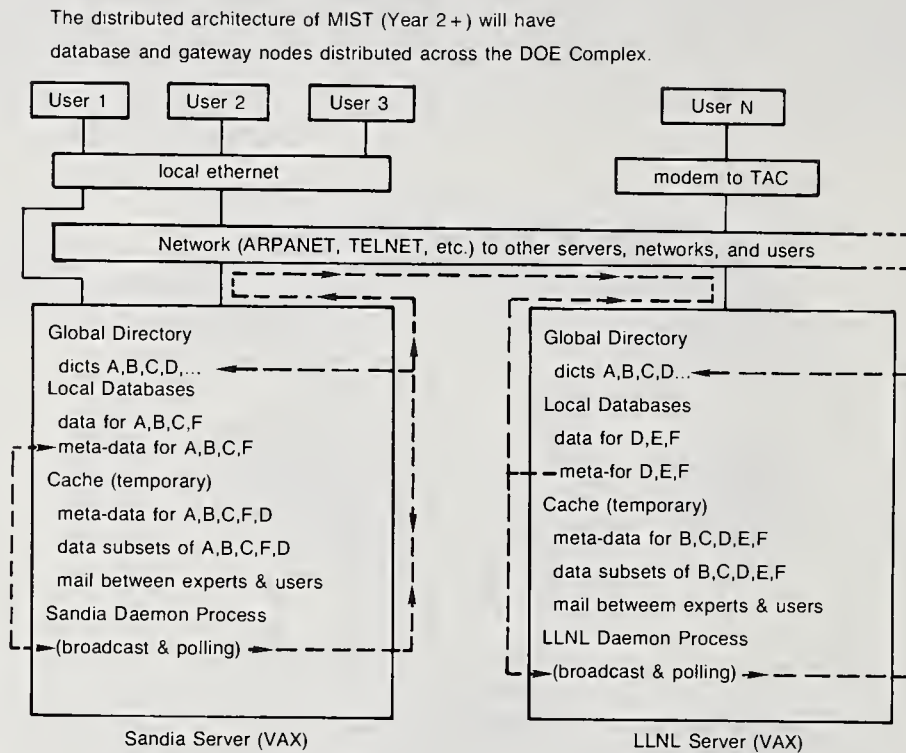 The distributed architecture of MIST (Year 2+) will have
database and gateway nodes distributed across the DOE Complex.
User 1
User 2
User 3
User N
local ethernet
modem to TAC
Network (ARPANET, TELNET, etc.) to other servers, networks, and users
Global Directory
dicts A,B,C,D,...
Local Databases
data for A,B,C,F
meta-data for A,B,C,F
Cache (temporary)
meta-data for A,B,C,F,D
data subsets of A,B,C,F,D
mail between experts & users
Sandia Daemon Process
(broadcast & polling)
Sandia Server (VAX)
Global Directory
dicts A,B,C,D...
Local Databases
data for D,E,F
meta-for D,E,F
Cache (temporary)
meta-data for B,C,D,E,F
data subsets of B,C,D,E,F
mail betweem experts & users
LLNL Daemon Process
(broadcast & polling)
LLNL Server (VAX)